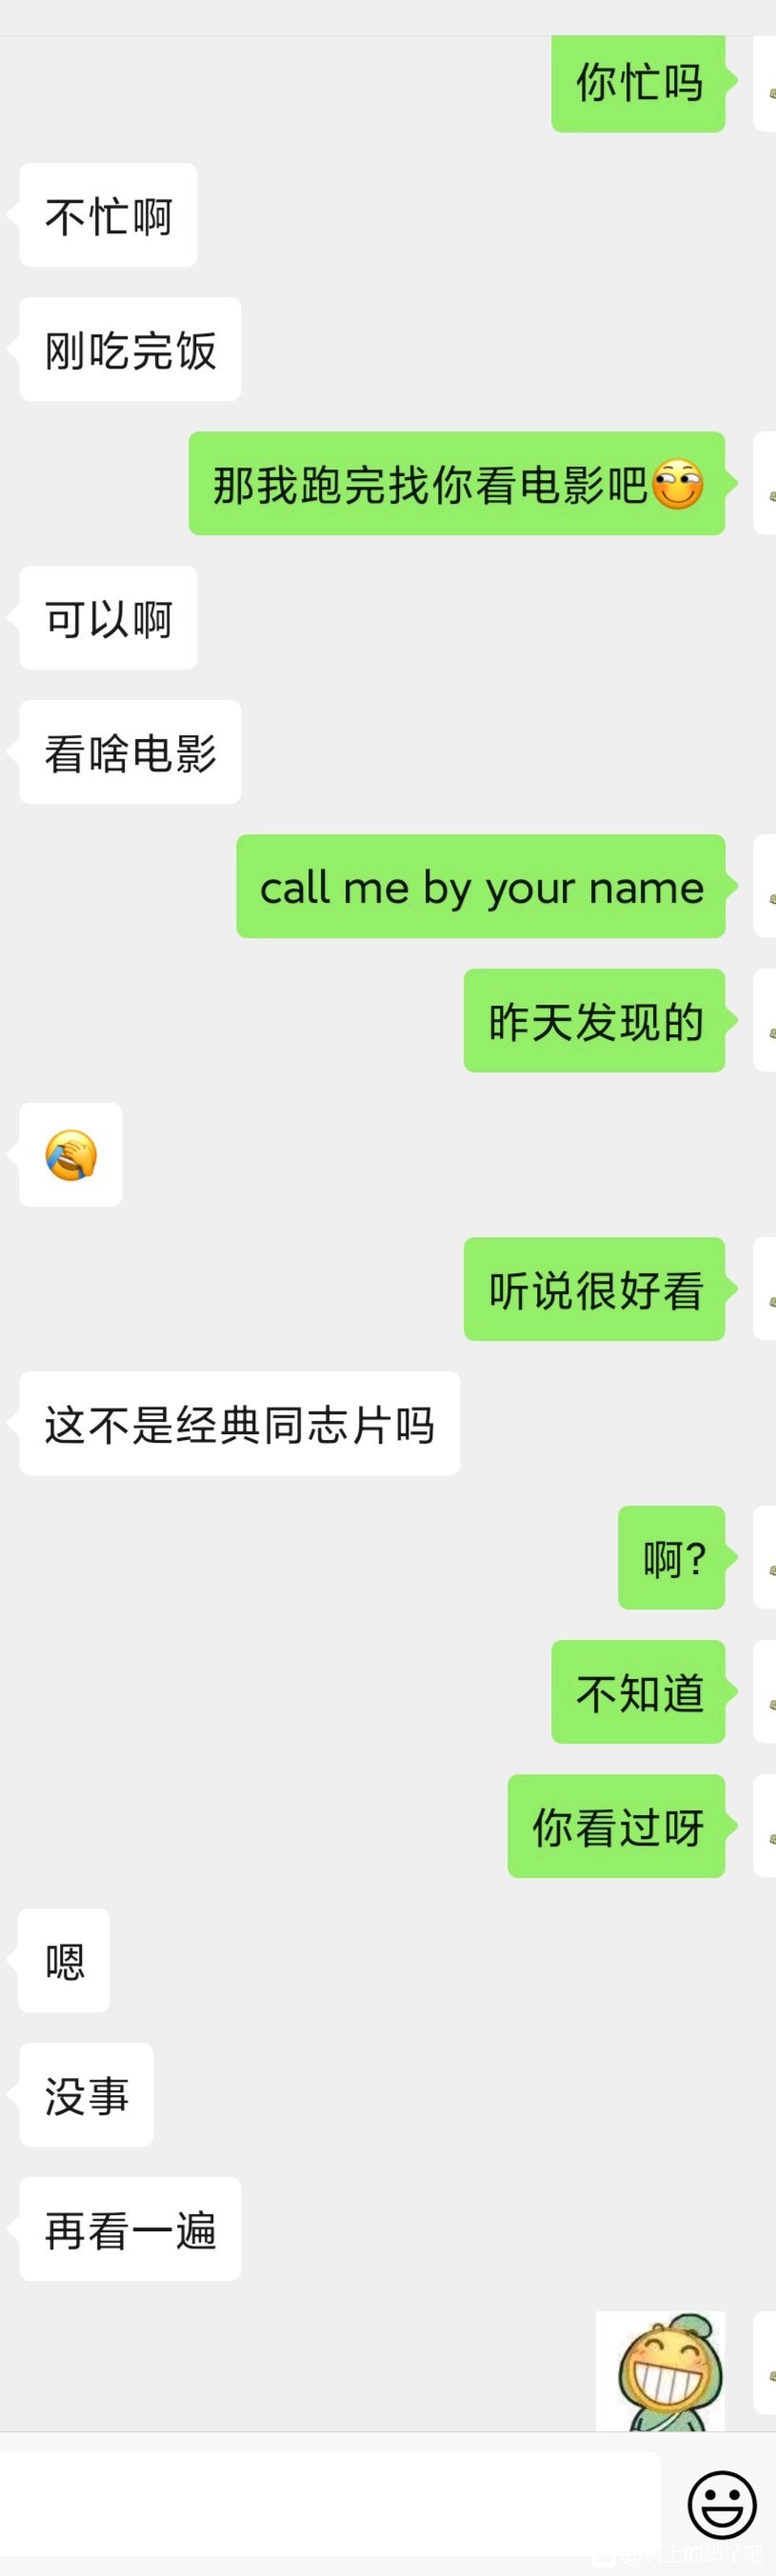 你忙吗
不忙啊
刚吃完饭
那我跑完找你看电影吧
可以啊
看啥电影
call me by your name
昨天发现的
听说很好看
这不是经典同志片吗
啊?
不知道
你看过呀
嗯
没事
再看一遍